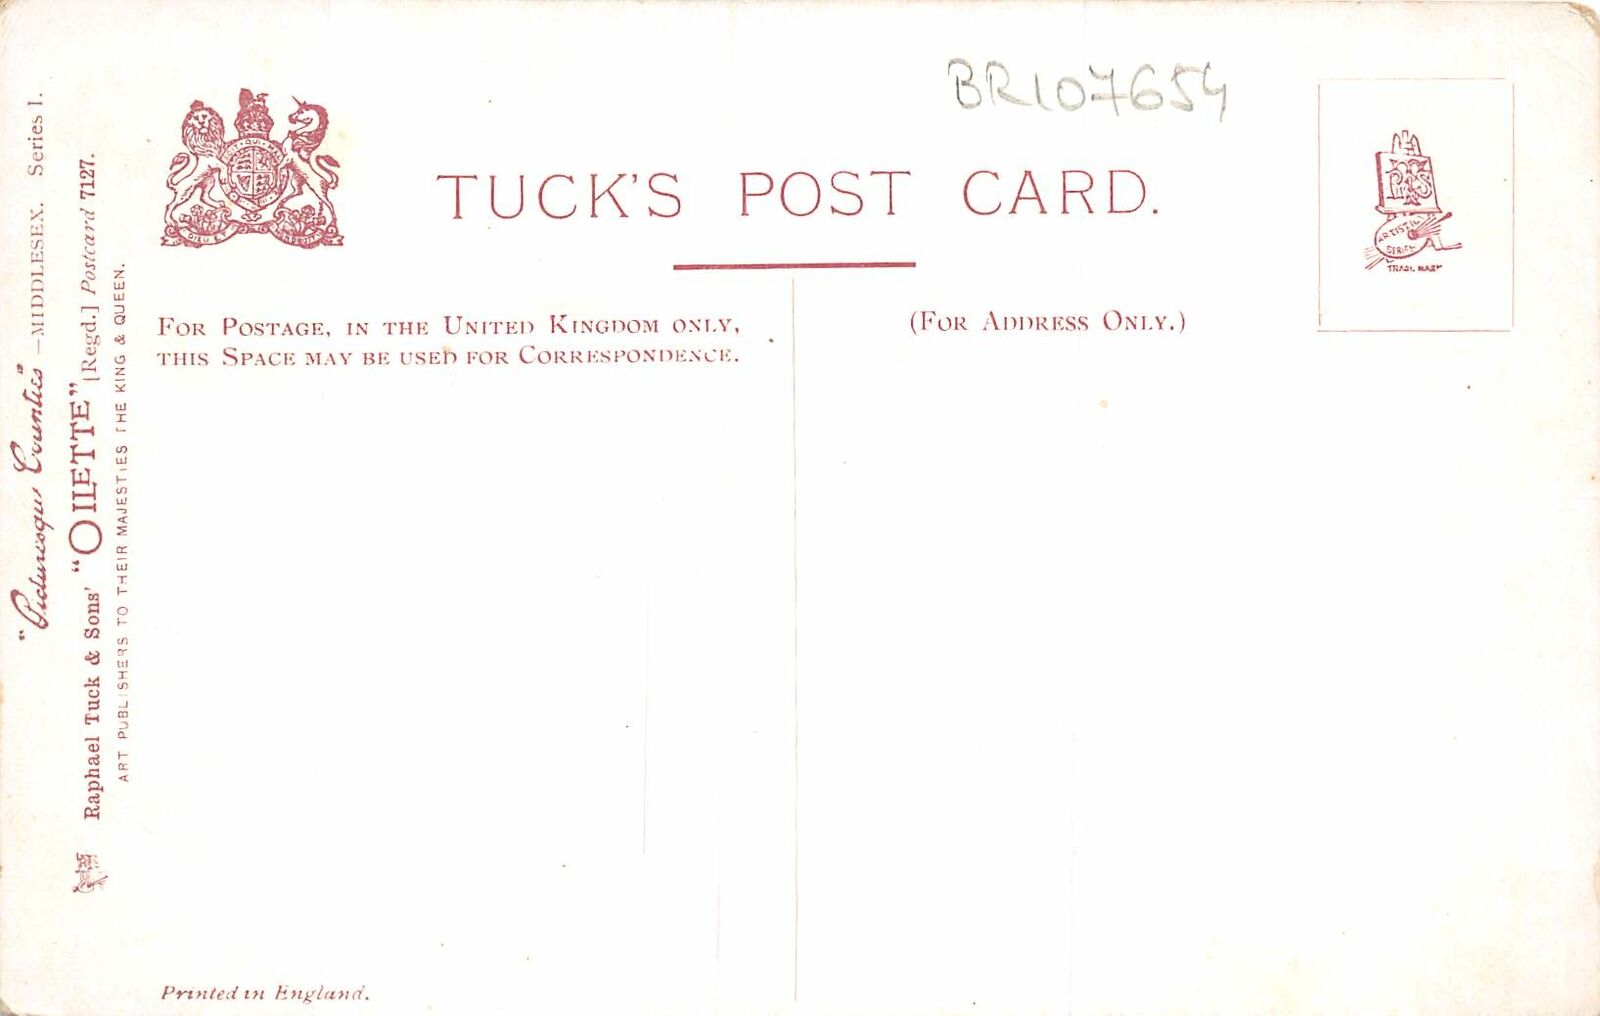 BR107654
TUCK'S POST CARD.
FOR POSTAGE, IN THE UNITED KINGDOM ONLY,
THIS SPACE MAY BE USED FOR CORRESPONDENCE.
(FOR ADDRESS ONLY.)
ARTISTIC
SERIES
TRADE MARK
"Picturesque Counties" —MIDDLESEX. Series I.
Raphael Tuck & Sons' "OILETTE" [Regd.] Postcard 7127.
ART PUBLISHERS TO THEIR MAJESTIES THE KING & QUEEN.
Printed in England.